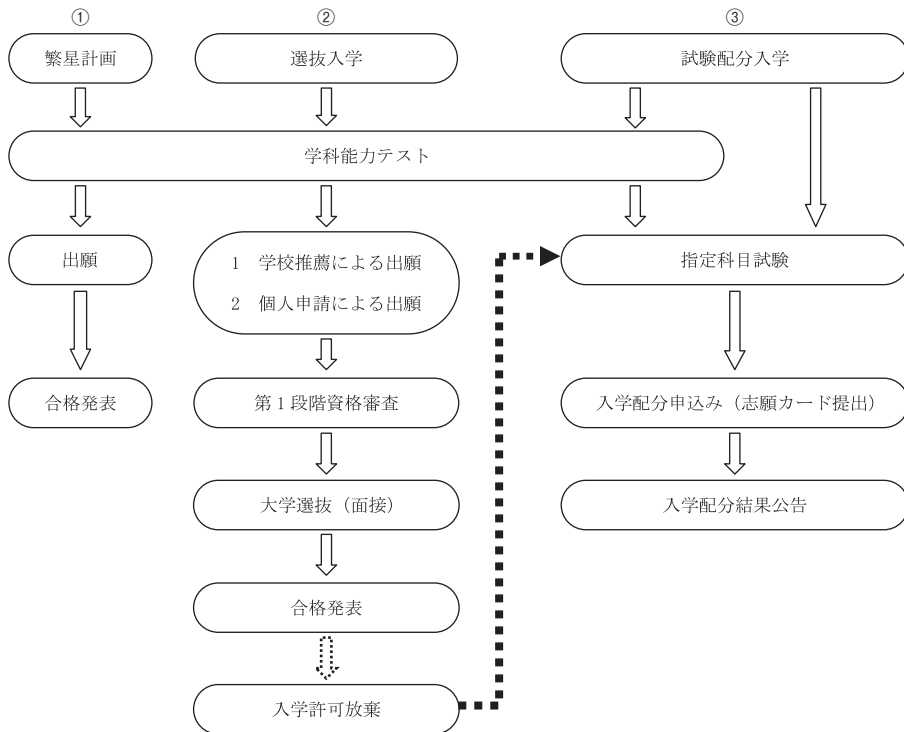 ① ② ③
繁星計画 選抜入学 試験配分入学
学科能力テスト
出願
1 学校推薦による出願
2 個人申請による出願
指定科目試験
合格発表 第1段階資格審査 入学配分申込み(志願カード提出)
大学選抜(面接) 入学配分結果公告
合格発表
入学許可放棄